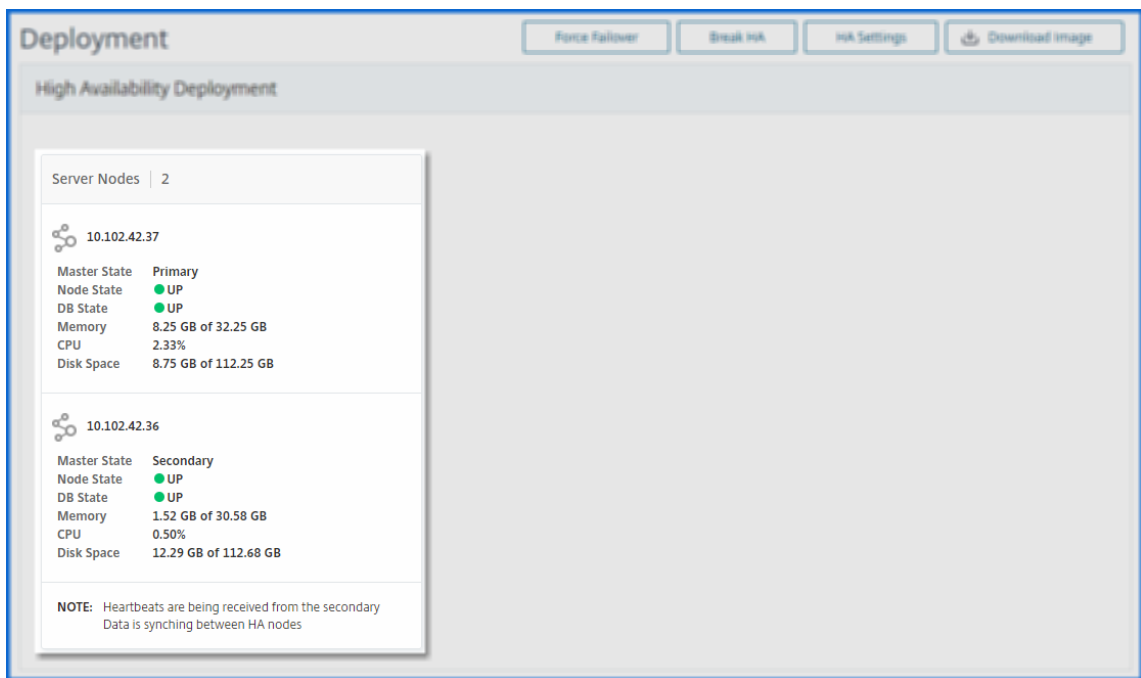 Deployment
Force Failover
Break HA
HA Settings
Download Image
High Availability Deployment
Server Nodes 2
10.102.42.37
Master State Primary
Node State UP
DB State UP
Memory 8.25 GB of 32.25 GB
CPU 2.33%
Disk Space 8.75 GB of 112.25 GB
10.102.42.36
Master State Secondary
Node State UP
DB State UP
Memory 1.52 GB of 30.58 GB
CPU 0.50%
Disk Space 12.29 GB of 112.68 GB
NOTE: Heartbeats are being received from the secondary
Data is synching between HA nodes